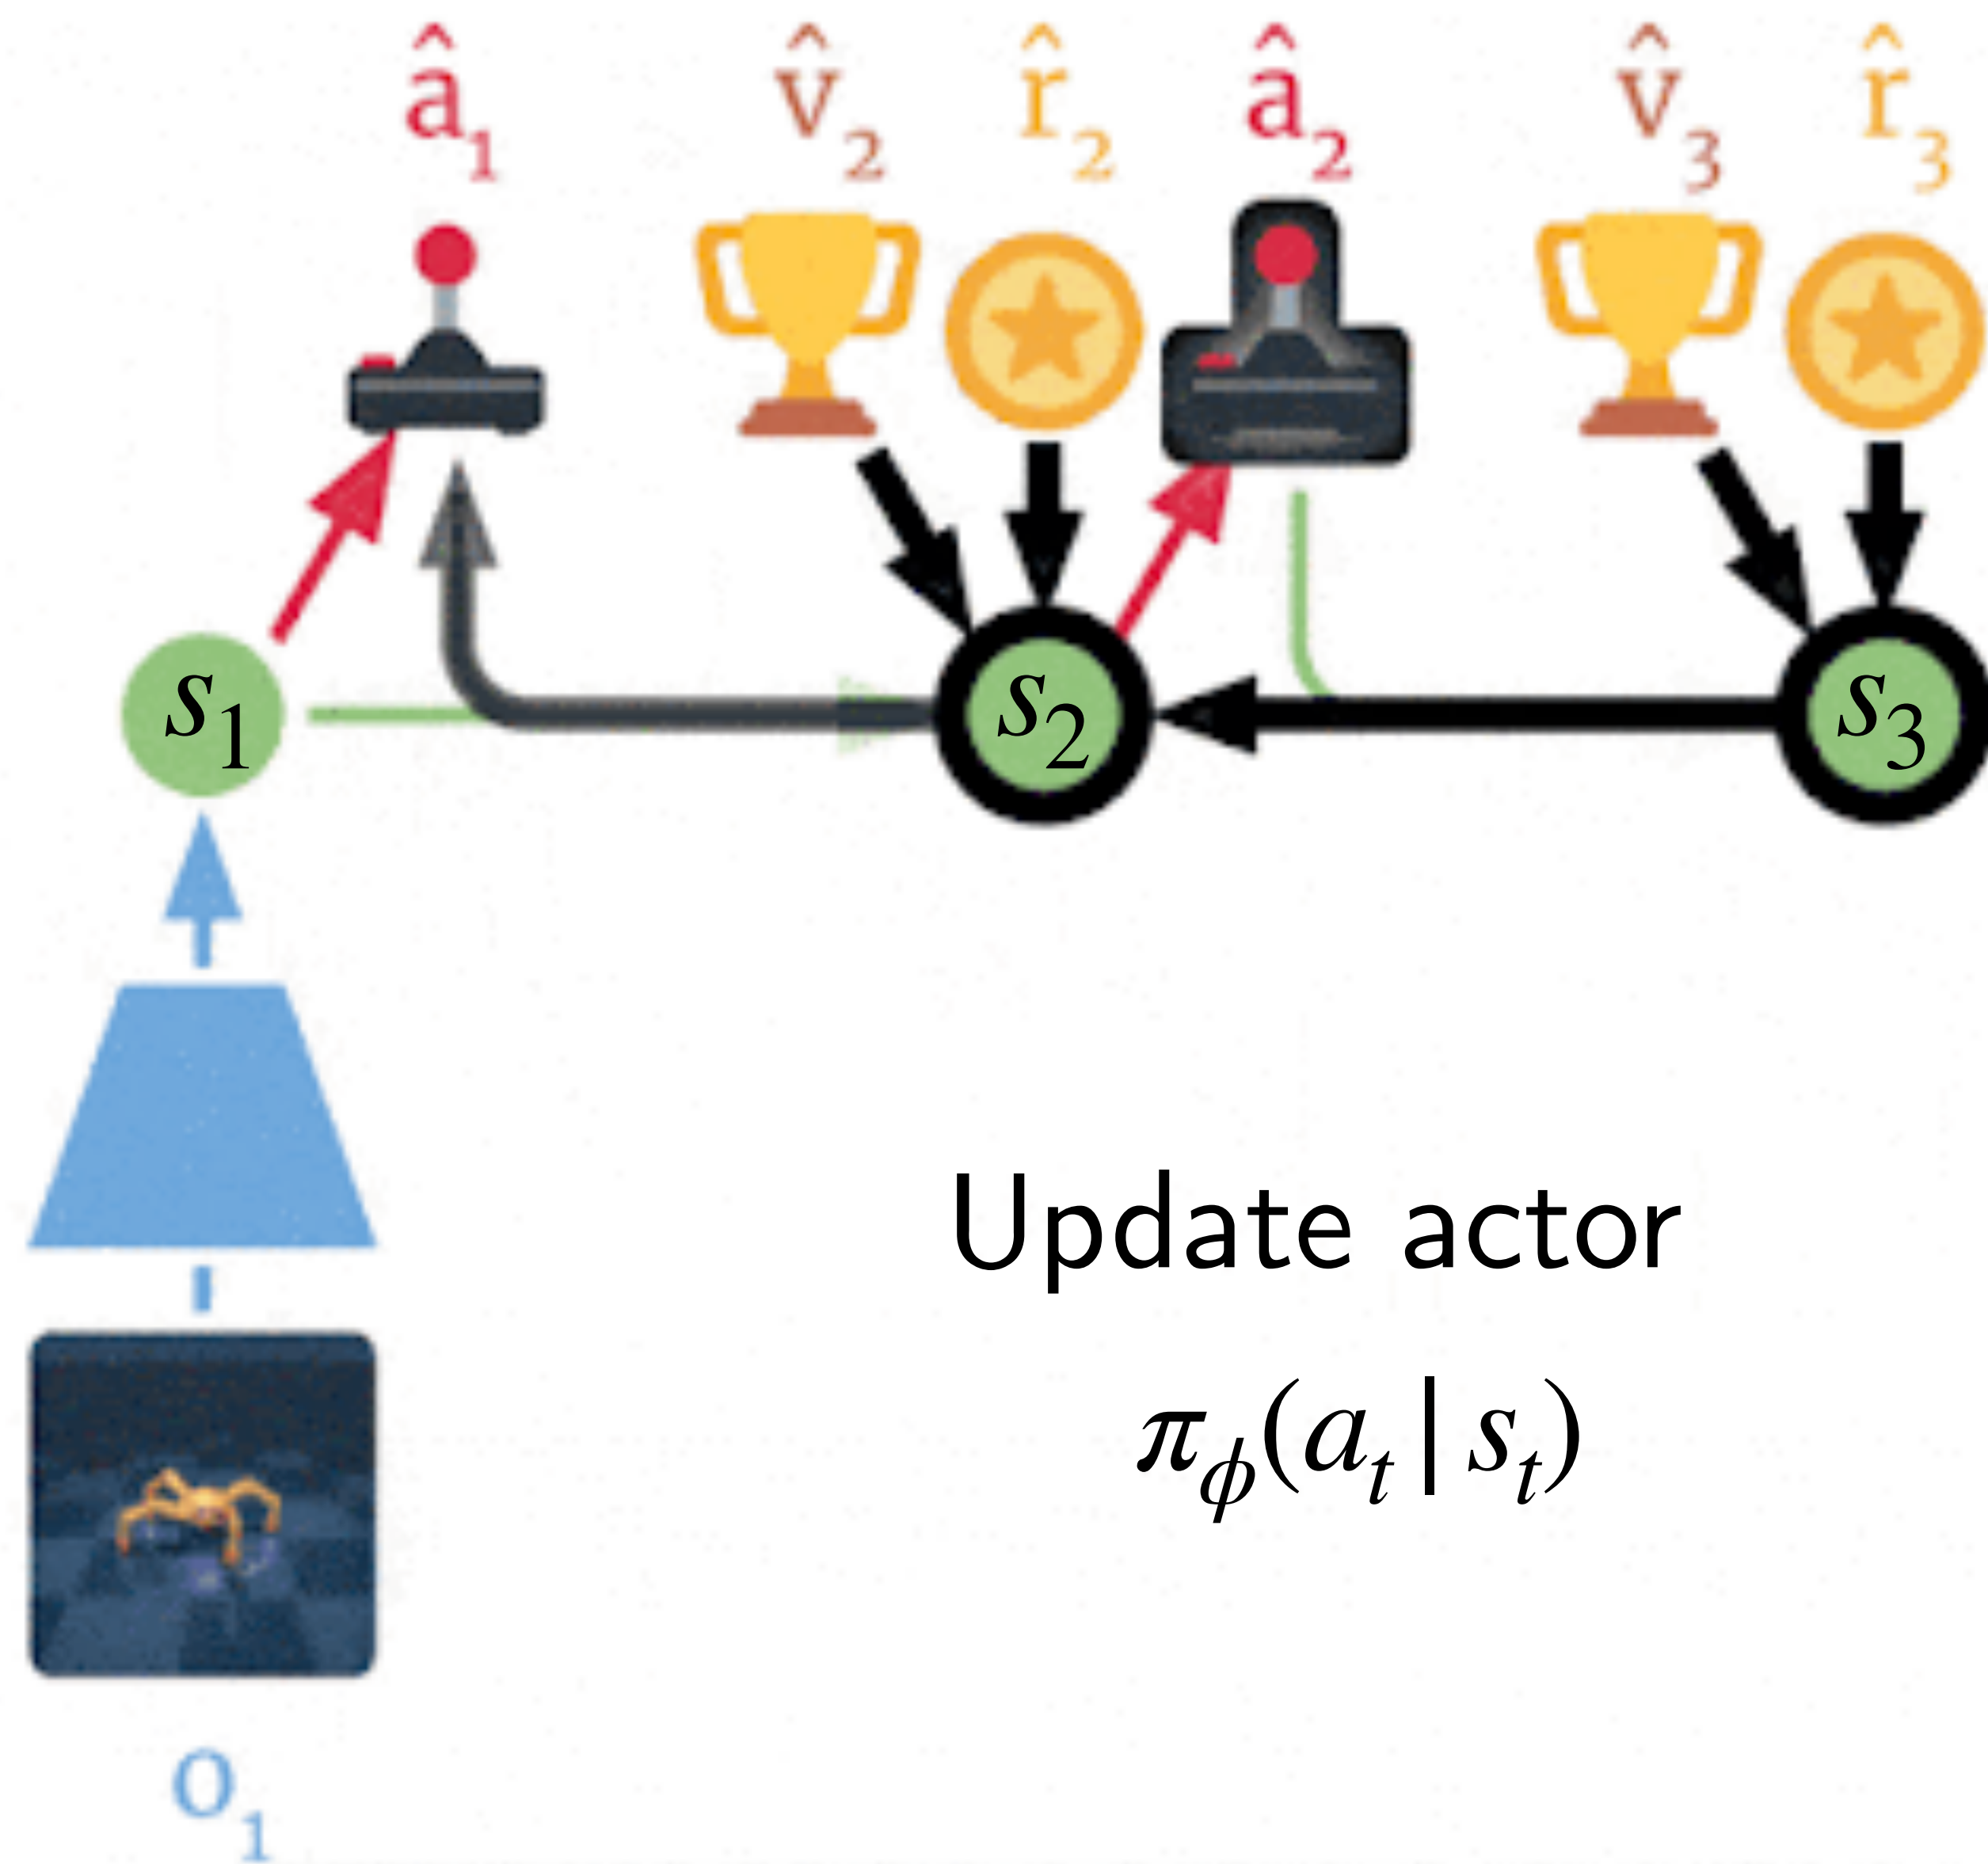 â₁ v̂₂ r̂₂ â₂ v̂₃ r̂₃
s₁ s₂ s₃
Update actor
π_ϕ(a_t | s_t)
o₁